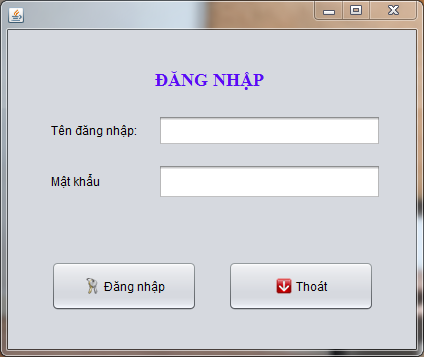 ĐĂNG NHẬP
Tên đăng nhập:
Mật khẩu
Đăng nhập
Thoát